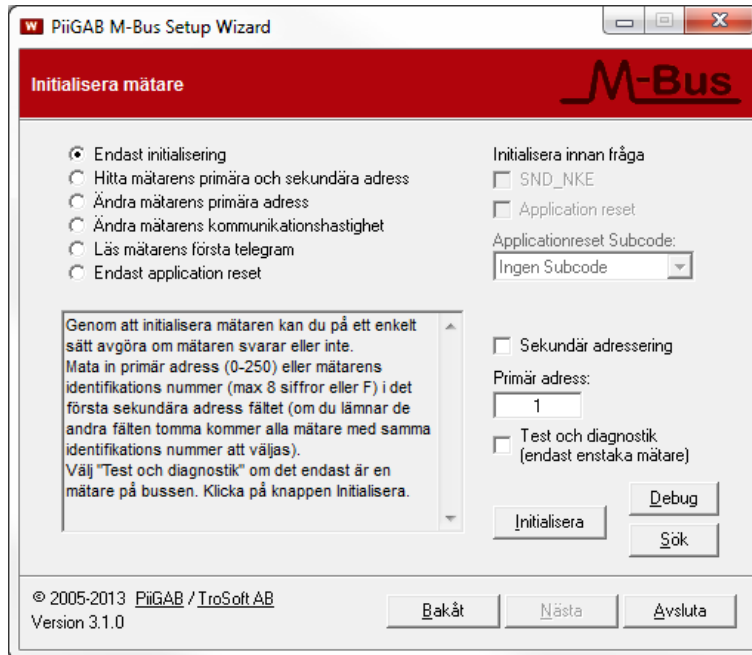 PiiGAB M-Bus Setup Wizard
Initialisera mätare
M-Bus
Endast initialisering
Hitta mätarens primära och sekundära adress
Ändra mätarens primära adress
Ändra mätarens kommunikationshastighet
Läs mätarens första telegram
Endast application reset
Initialisera innan fråga
SND_NKE
Application reset
Applicationreset Subcode:
Ingen Subcode
Genom att initialisera mätaren kan du på ett enkelt
sätt avgöra om mätaren svarar eller inte.
Mata in primär adress (0-250) eller mätarens
identifikations nummer (max 8 siffror eller F) i det
första sekundära adress fältet (om du lämnar de
andra fälten tomma kommer alla mätare med samma
identifikations nummer att väljas).
Välj "Test och diagnostik" om det endast är en
mätare på bussen. Klicka på knappen Initialisera.
Sekundär adressering
Primär adress:
1
Test och diagnostik
(endast enstaka mätare)
Debug
Initialisera
Sök
© 2005-2013 PiiGAB / TroSoft AB
Version 3.1.0
Bakåt
Nästa
Avsluta